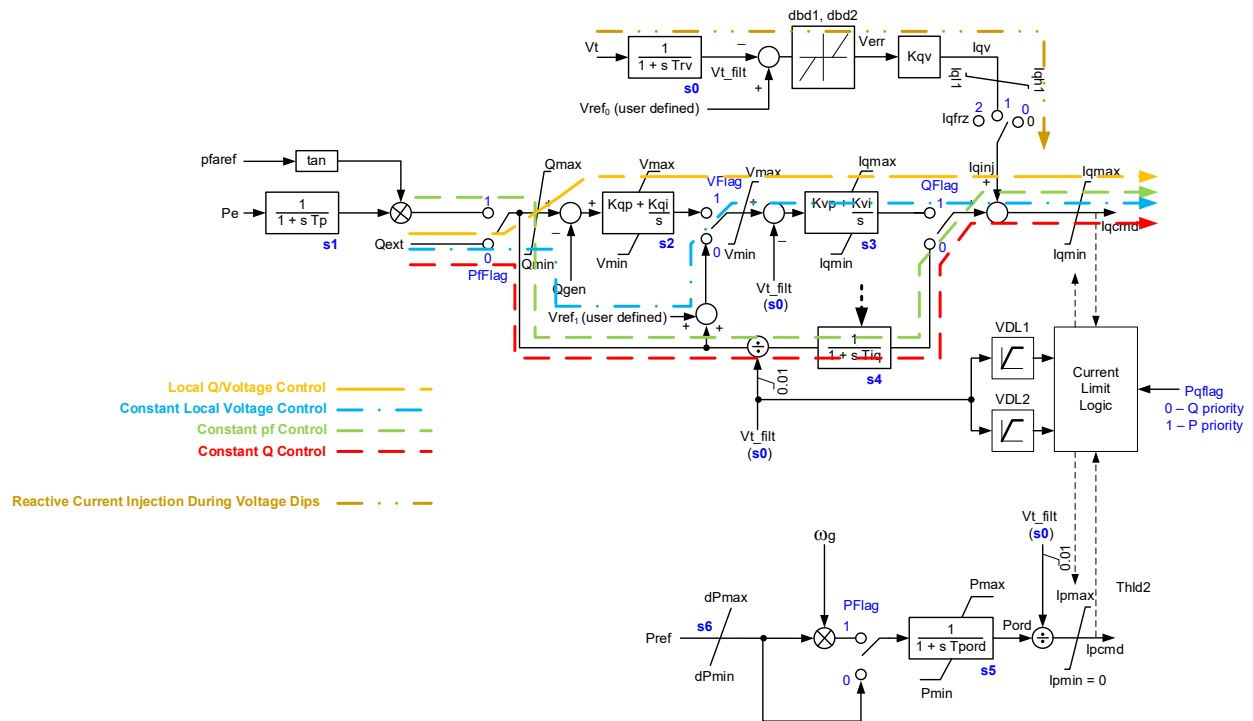 dbd1, dbd2
Vt
1
1 + s Trv
s0
Vt_filt
−
+
Verr
Kqv
Iqv
Iql1
Iqh1
Vref0 (user defined)
Iqfrz
2
1
0
0
pfaref
tan
Pe
1
1 + s Tp
s1
Qext
1
0
PfFlag
Qmax
Qmin
+
−
Qgen
+
Kqp + Kqi
s
s2
Vmax
Vmin
VFlag
1
0
Vmax
Vmin
+
−
Vt_filt
(s0)
Kvp + Kvi
s
s3
Iqmax
Iqmin
QFlag
1
0
Iqinj
+
+
Iqmax
Iqmin
Iqcmd
Vref1 (user defined)
+
+
÷
0.01
Vt_filt
(s0)
1
1 + s Tiq
s4
VDL1
VDL2
Current
Limit
Logic
Pqflag
0 – Q priority
1 – P priority
Local Q/Voltage Control
Constant Local Voltage Control
Constant pf Control
Constant Q Control
Reactive Current Injection During Voltage Dips
Pref
s6
dPmax
dPmin
ωg
PFlag
1
0
Pmax
1
1 + s Tpord
Pmin
s5
Pord
÷
Vt_filt
(s0)
0.01
Ipmax
Thld2
Ipcmd
Ipmin = 0